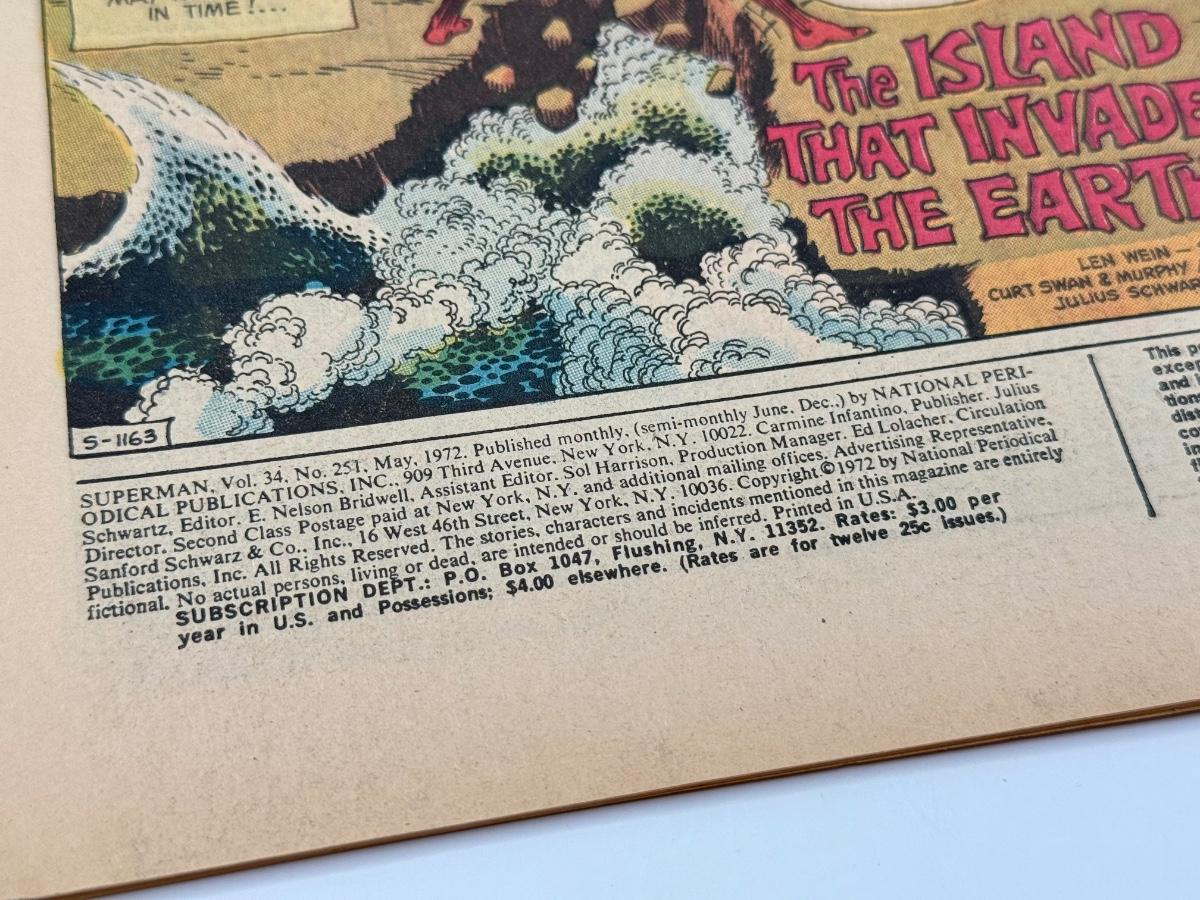 IN TIME!...
The ISLAND
THAT INVADE
THE EARTH
LEN WEIN —
CURT SWAN & MURPHY
JULIUS SCHWAR
S-1163
SUPERMAN, Vol. 34, No. 251, May, 1972. Published monthly, (semi-monthly June, Dec.) by NATIONAL PERI-
ODICAL PUBLICATIONS, INC., 909 Third Avenue, New York, N.Y. 10022. Carmine Infantino, Publisher. Julius
Schwartz, Editor. E. Nelson Bridwell, Assistant Editor. Sol Harrison, Production Manager. Ed Lolacher, Circulation
Director. Second Class Postage paid at New York, N.Y. and additional mailing offices. Advertising Representative,
Sanford Schwarz & Co., Inc., 16 West 46th Street, New York, N.Y. 10036. Copyright © 1972 by National Periodical
Publications, Inc. All Rights Reserved. The stories, characters and incidents mentioned in this magazine are entirely
fictional. No actual persons, living or dead, are intended or should be inferred. Printed in U.S.A.
SUBSCRIPTION DEPT.: P.O. Box 1047, Flushing, N.Y. 11352. Rates: $3.00 per
year in U.S. and Possessions; $4.00 elsewhere. (Rates are for twelve 25c issues.)
This
and